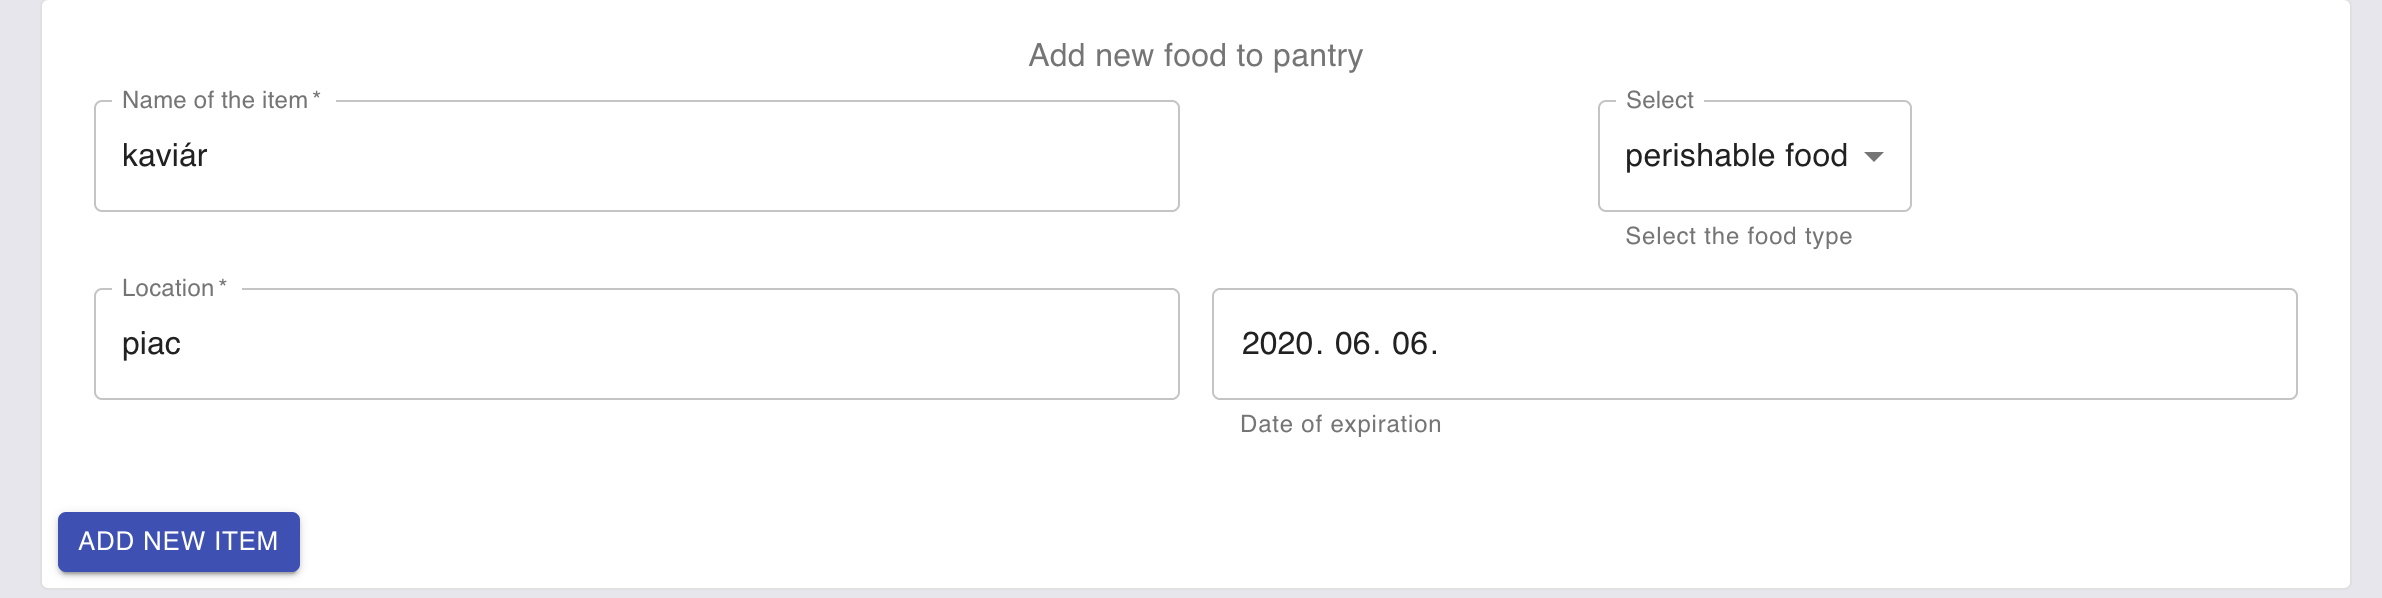 Add new food to pantry
Name of the item *
kaviár
Select
perishable food
Select the food type
Location *
piac
2020. 06. 06.
Date of expiration
ADD NEW ITEM